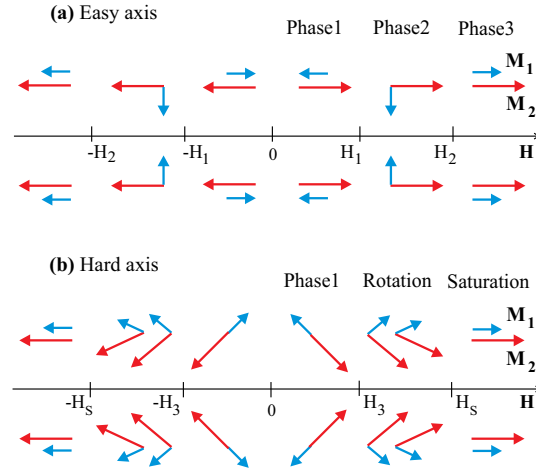 (a) Easy axis
Phase1 Phase2 Phase3
M1
M2
-H2 -H1 0 H1 H2 H
(b) Hard axis
Phase1 Rotation Saturation
M1
M2
-HS -H3 0 H3 HS H